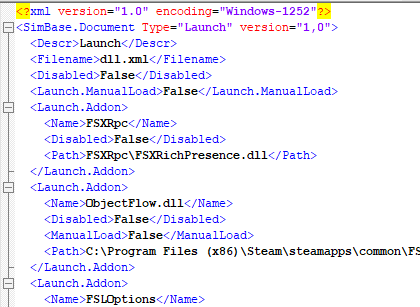 <?xml version="1.0" encoding="Windows-1252"?>
<SimBase.Document Type="Launch" version="1,0">
<Descr>Launch</Descr>
<Filename>dll.xml</Filename>
<Disabled>False</Disabled>
<Launch.ManualLoad>False</Launch.ManualLoad>
<Launch.Addon>
<Name>FSXRpc</Name>
<Disabled>False</Disabled>
<Path>FSXRpc\FSXRichPresence.dll</Path>
</Launch.Addon>
<Launch.Addon>
<Name>ObjectFlow.dll</Name>
<Disabled>False</Disabled>
<ManualLoad>False</ManualLoad>
<Path>C:\Program Files (x86)\Steam\steamapps\common\FS
</Launch.Addon>
<Launch.Addon>
<Name>FSLOptions</Name>